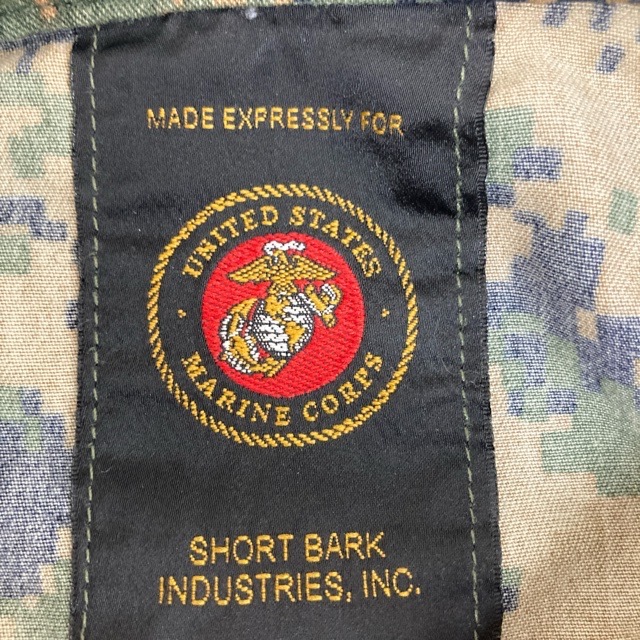 MADE EXPRESSLY FOR
UNITED STATES
MARINE CORPS
SHORT BARK
INDUSTRIES, INC.